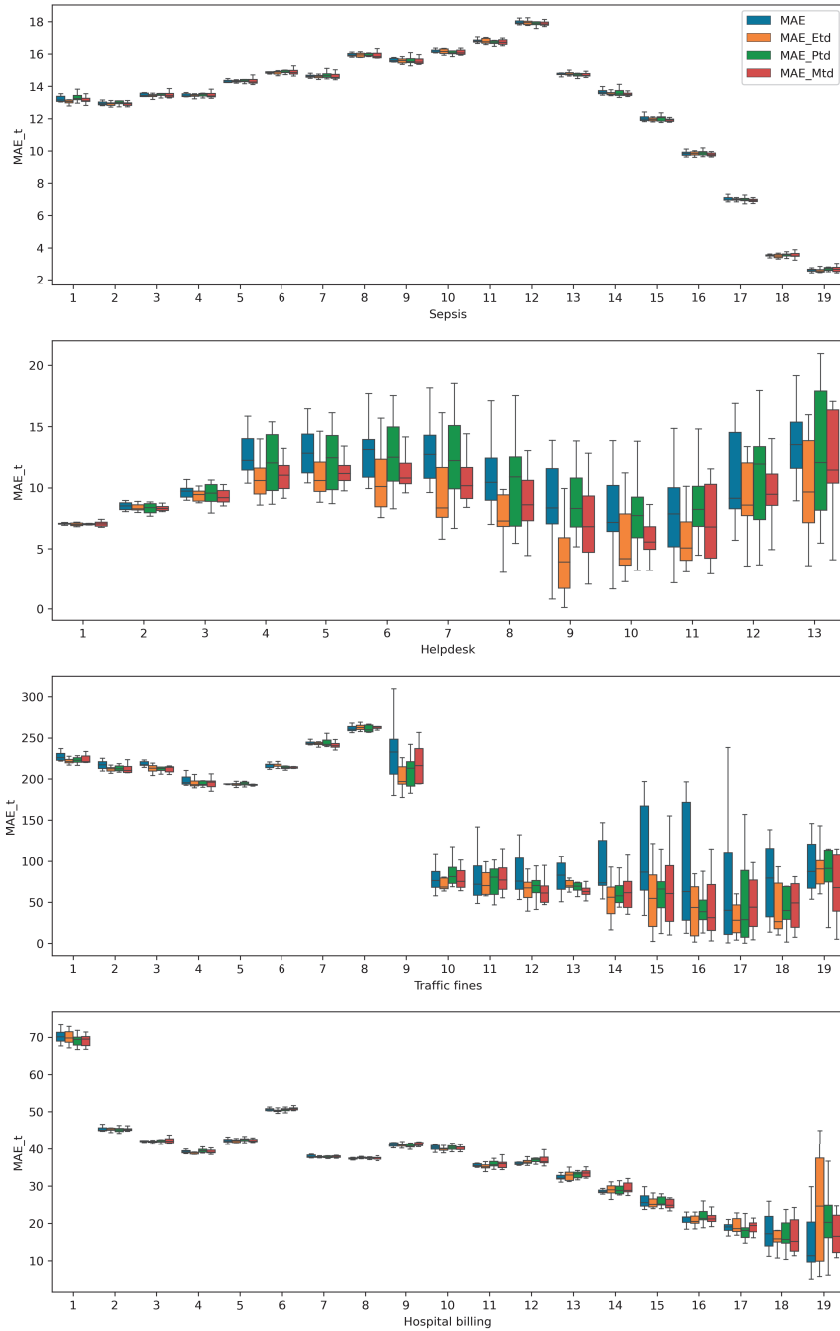 18
16
14
12
10
8
6
4
2
MAE_t
MAE
MAE_Etd
MAE_Ptd
MAE_Mtd
1 2 3 4 5 6 7 8 9 10 11 12 13 14 15 16 17 18 19
Sepsis
20
15
10
5
0
MAE_t
1 2 3 4 5 6 7 8 9 10 11 12 13
Helpdesk
300
250
200
150
100
50
0
MAE_t
1 2 3 4 5 6 7 8 9 10 11 12 13 14 15 16 17 18 19
Traffic fines
70
60
50
40
30
20
10
MAE_t
1 2 3 4 5 6 7 8 9 10 11 12 13 14 15 16 17 18 19
Hospital billing